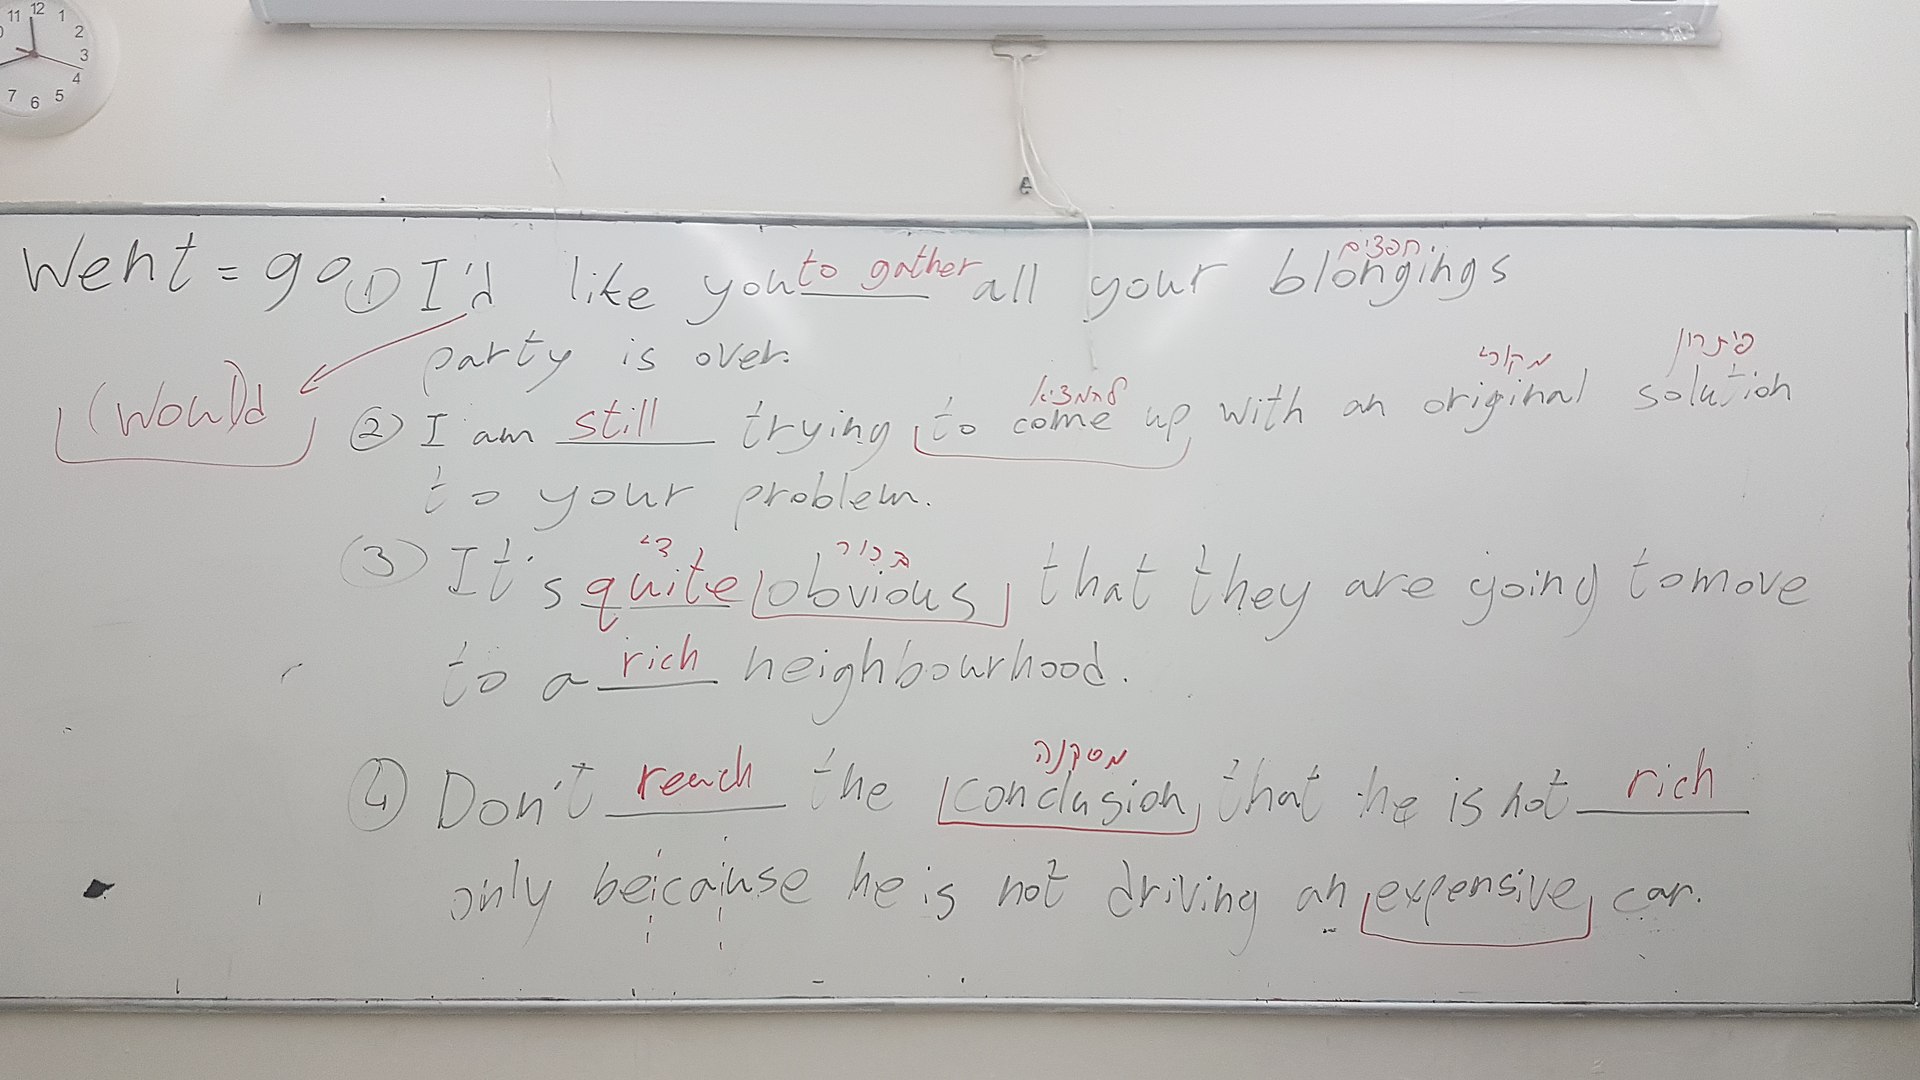 11 12 1
2
3
4
7 6 5
Went = go
חפצים
① I'd like you to gather all your blongings
party is over.
(Would)
להמציא מקורי פיתרון
② I am still trying to come up with an original solution
to your problem.
די ברור
③ It's quite obvious that they are going to move
to a rich neighbourhood.
מסקנה
④ Don't reach the conclusion that he is not rich
only because he is not driving an expensive car.